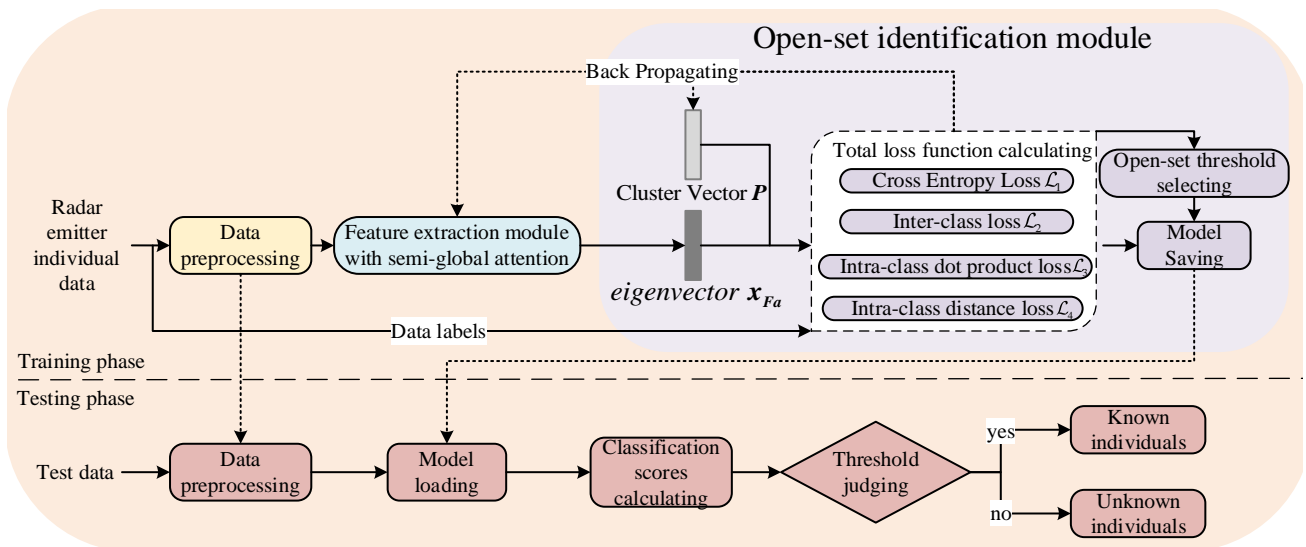 Open-set identification module
Back Propagating
Total loss function calculating
Open-set threshold
selecting
Cross Entropy Loss ℒ₁
Cluster Vector P
Radar
emitter
individual
data
Data
preprocessing
Feature extraction module
with semi-global attention
Inter-class loss ℒ₂
Model
Saving
Intra-class dot product loss ℒ₃
eigenvector x_Fa
Intra-class distance loss ℒ₄
Data labels
Training phase
Testing phase
Test data
Data
preprocessing
Model
loading
Classification
scores
calculating
Threshold
judging
yes
Known
individuals
no
Unknown
individuals